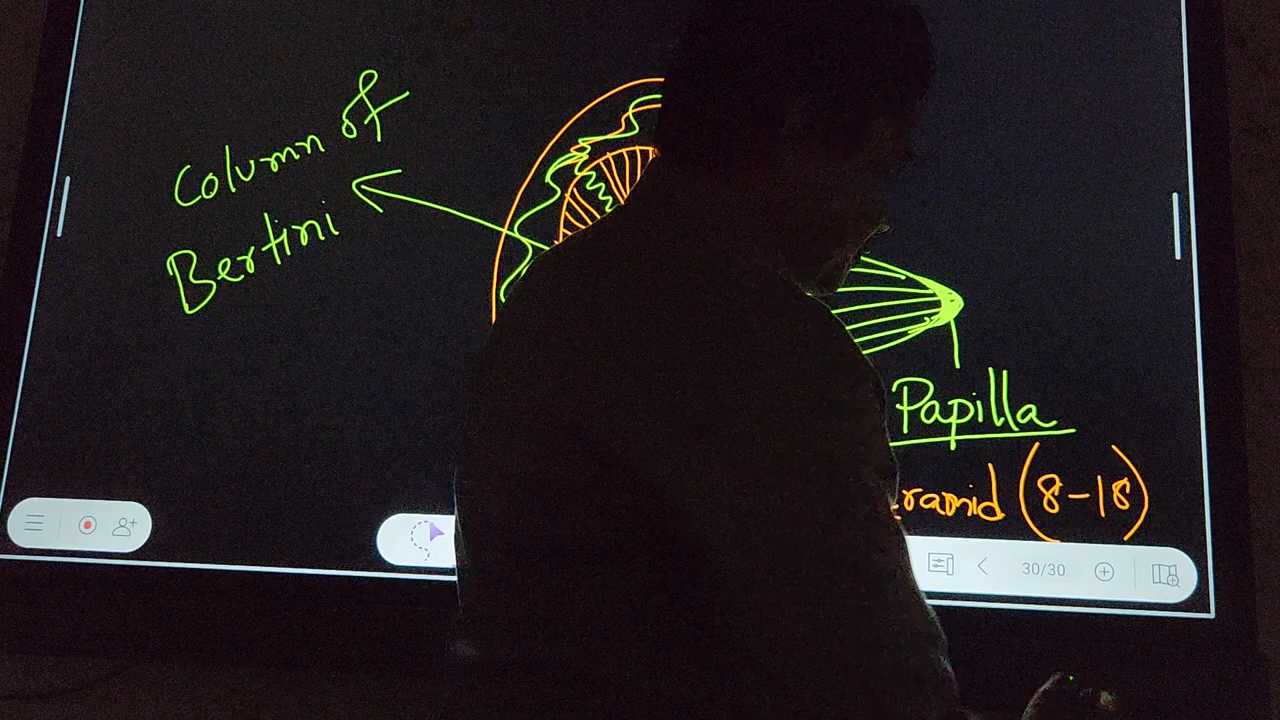 Column of
Bertini
Papilla
ramid (8-18)
30/30